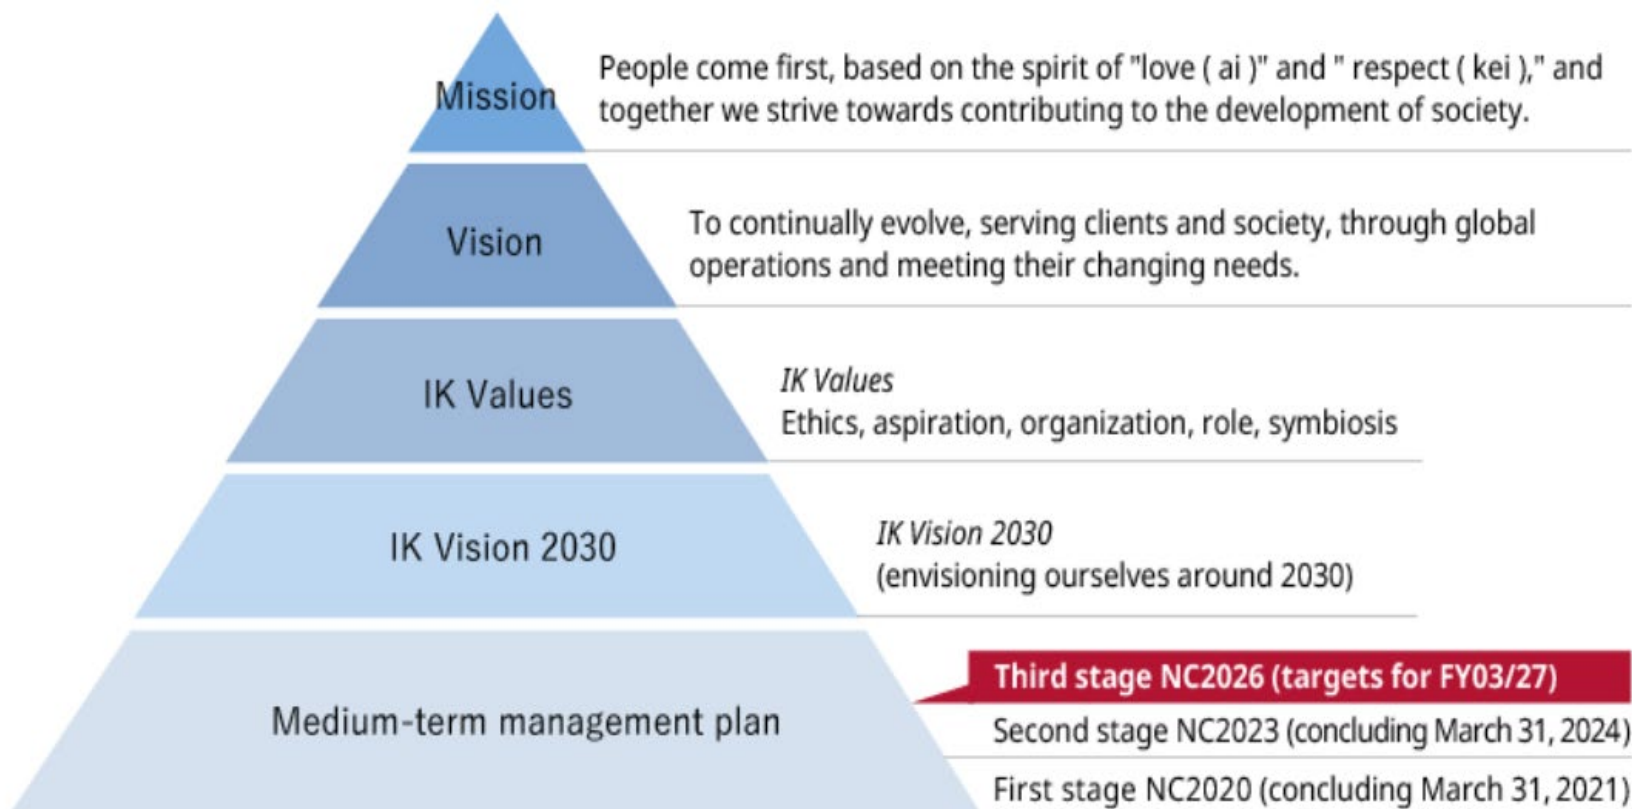 Mission
People come first, based on the spirit of "love ( ai )" and " respect ( kei )," and
together we strive towards contributing to the development of society.
Vision
To continually evolve, serving clients and society, through global
operations and meeting their changing needs.
IK Values
IK Values
Ethics, aspiration, organization, role, symbiosis
IK Vision 2030
IK Vision 2030
(envisioning ourselves around 2030)
Medium-term management plan
Third stage NC2026 (targets for FY03/27)
Second stage NC2023 (concluding March 31, 2024)
First stage NC2020 (concluding March 31, 2021)